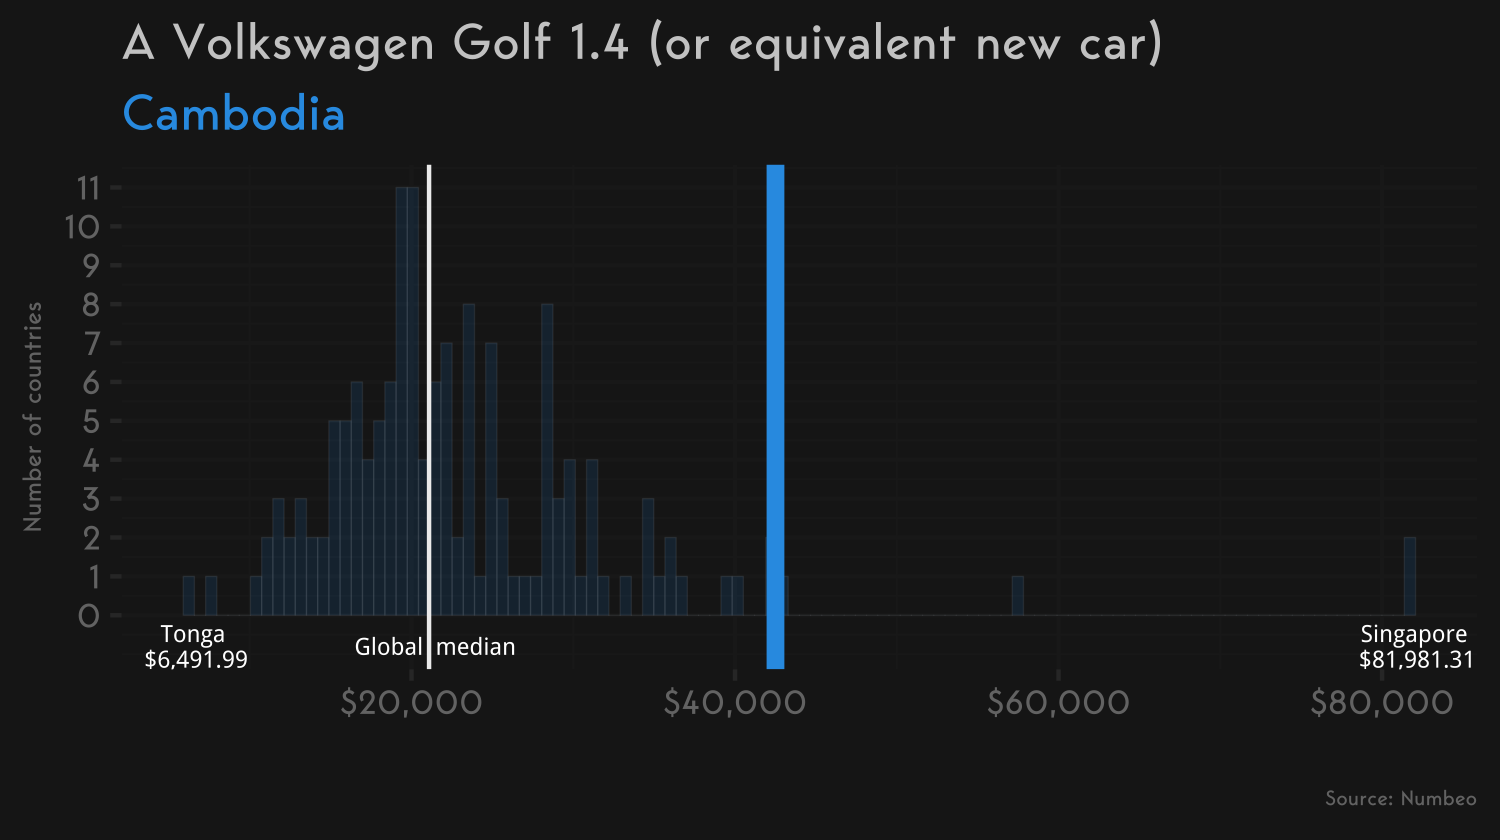 A Volkswagen Golf 1.4 (or equivalent new car)
Cambodia
Number of countries
11
10
9
8
7
6
5
4
3
2
1
0
Tonga
$6,491.99
Global median
Singapore
$81,981.31
$20,000
$40,000
$60,000
$80,000
Source: Numbeo